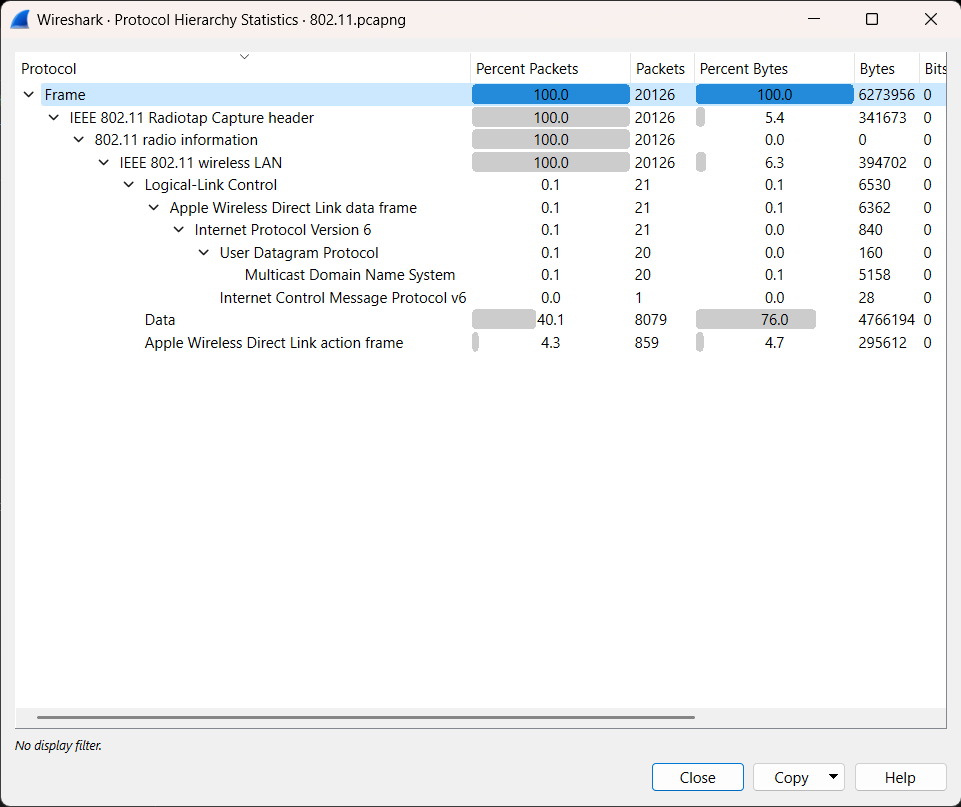 Wireshark · Protocol Hierarchy Statistics · 802.11.pcapng
Protocol Percent Packets Packets Percent Bytes Bytes Bits
Frame 100.0 20126 100.0 6273956 0
IEEE 802.11 Radiotap Capture header 100.0 20126 5.4 341673 0
802.11 radio information 100.0 20126 0.0 0 0
IEEE 802.11 wireless LAN 100.0 20126 6.3 394702 0
Logical-Link Control 0.1 21 0.1 6530 0
Apple Wireless Direct Link data frame 0.1 21 0.1 6362 0
Internet Protocol Version 6 0.1 21 0.0 840 0
User Datagram Protocol 0.1 20 0.0 160 0
Multicast Domain Name System 0.1 20 0.1 5158 0
Internet Control Message Protocol v6 0.0 1 0.0 28 0
Data 40.1 8079 76.0 4766194 0
Apple Wireless Direct Link action frame 4.3 859 4.7 295612 0
No display filter.
Close Copy Help